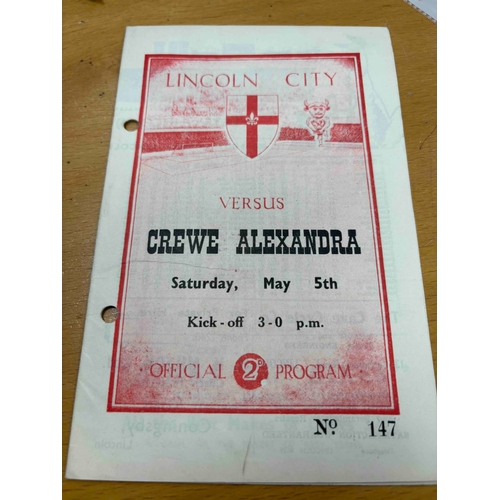 LINCOLN CITY
VERSUS
CREWE ALEXANDRA
Saturday, May 5th
Kick-off 3-0 p.m.
· OFFICIAL 2D PROGRAM ·
No 147